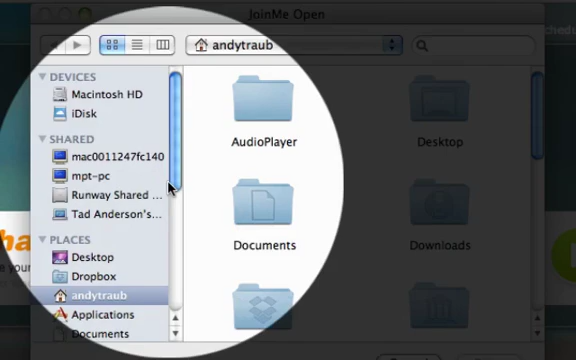 JoinMe Open
andytraub
DEVICES
Macintosh HD
iDisk
SHARED
mac0011247fc140
mpt-pc
Runway Shared ...
Tad Anderson's...
PLACES
Desktop
Dropbox
andytraub
Applications
Documents
AudioPlayer
Desktop
Documents
Downloads